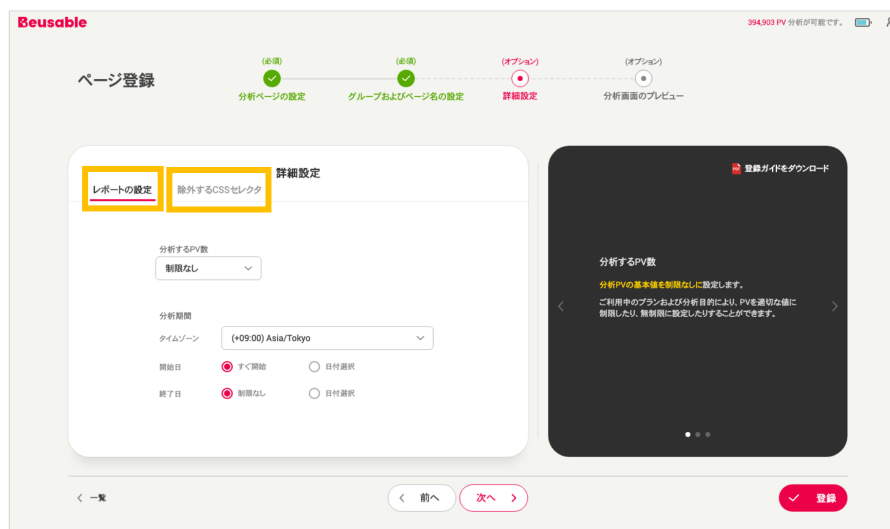 Beusable
394,903 PV 分析が可能です。
ページ登録
(必須)
分析ページの設定
(必須)
グループおよびページ名の設定
(オプション)
詳細設定
(オプション)
分析画面のプレビュー
詳細設定
レポートの設定
除外するCSSセレクタ
分析するPV数
制限なし
分析期間
タイムゾーン
(+09:00) Asia/Tokyo
開始日
すぐ開始
日付選択
終了日
制限なし
日付選択
登録ガイドをダウンロード
分析するPV数
分析PVの基本値を制限なしに設定します。
ご利用中のプランおよび分析目的により、PVを適切な値に
制限したり、無制限に設定したりすることができます。
一覧
前へ
次へ
登録